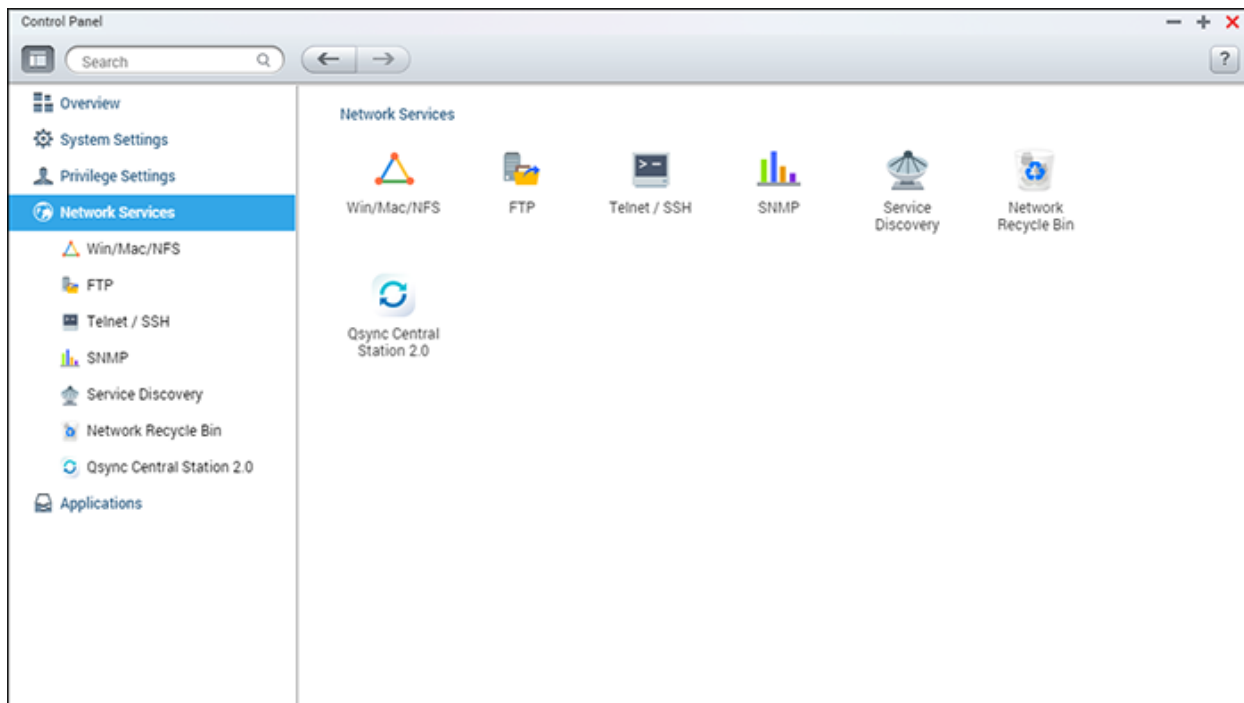 Control Panel
Search
?
Overview
System Settings
Privilege Settings
Network Services
Win/Mac/NFS
FTP
Telnet / SSH
SNMP
Service Discovery
Network Recycle Bin
Qsync Central Station 2.0
Applications
Network Services
Win/Mac/NFS
FTP
Telnet / SSH
SNMP
Service
Discovery
Network
Recycle Bin
Qsync Central
Station 2.0